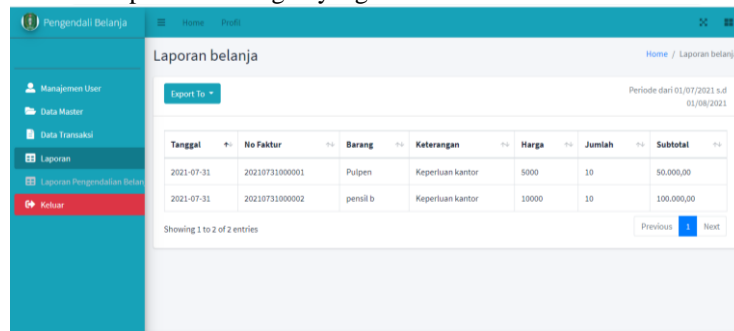 Pengendali Belanja
Home Profil
Laporan belanja
Home / Laporan belanj
Manajemen User
Data Master
Data Transaksi
Laporan
Laporan Pengendalian Belan
Keluar
Export To
Periode dari 01/07/2021 s.d
01/08/2021
Tanggal No Faktur Barang Keterangan Harga Jumlah Subtotal
2021-07-31 20210731000001 Pulpen Keperluan kantor 5000 10 50.000,00
2021-07-31 20210731000002 pensil b Keperluan kantor 10000 10 100.000,00
Showing 1 to 2 of 2 entries
Previous 1 Next